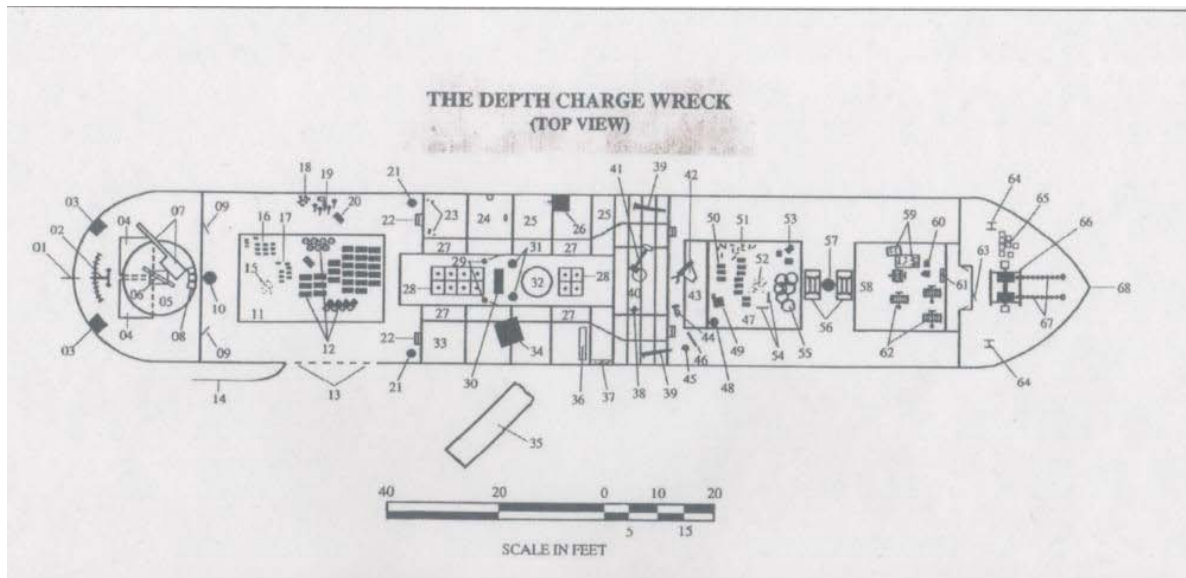 THE DEPTH CHARGE WRECK
(TOP VIEW)
18 19 21 41 39 42 64
03 04 07 09 16 17 20 22 23 24 25 26 25 50 51 53 57 59 60 65
02 66
01 27 31 27 63
15 29 52
06 05 28 32 28 40 43 58 61 68
10 11 47
04 08 12 27 30 27 44 49 54 55 56 62 67
03 09 22 33 34 46 48 64
14 13 21 36 37 38 39 45
35
40 20 0 10 20
5 15
SCALE IN FEET